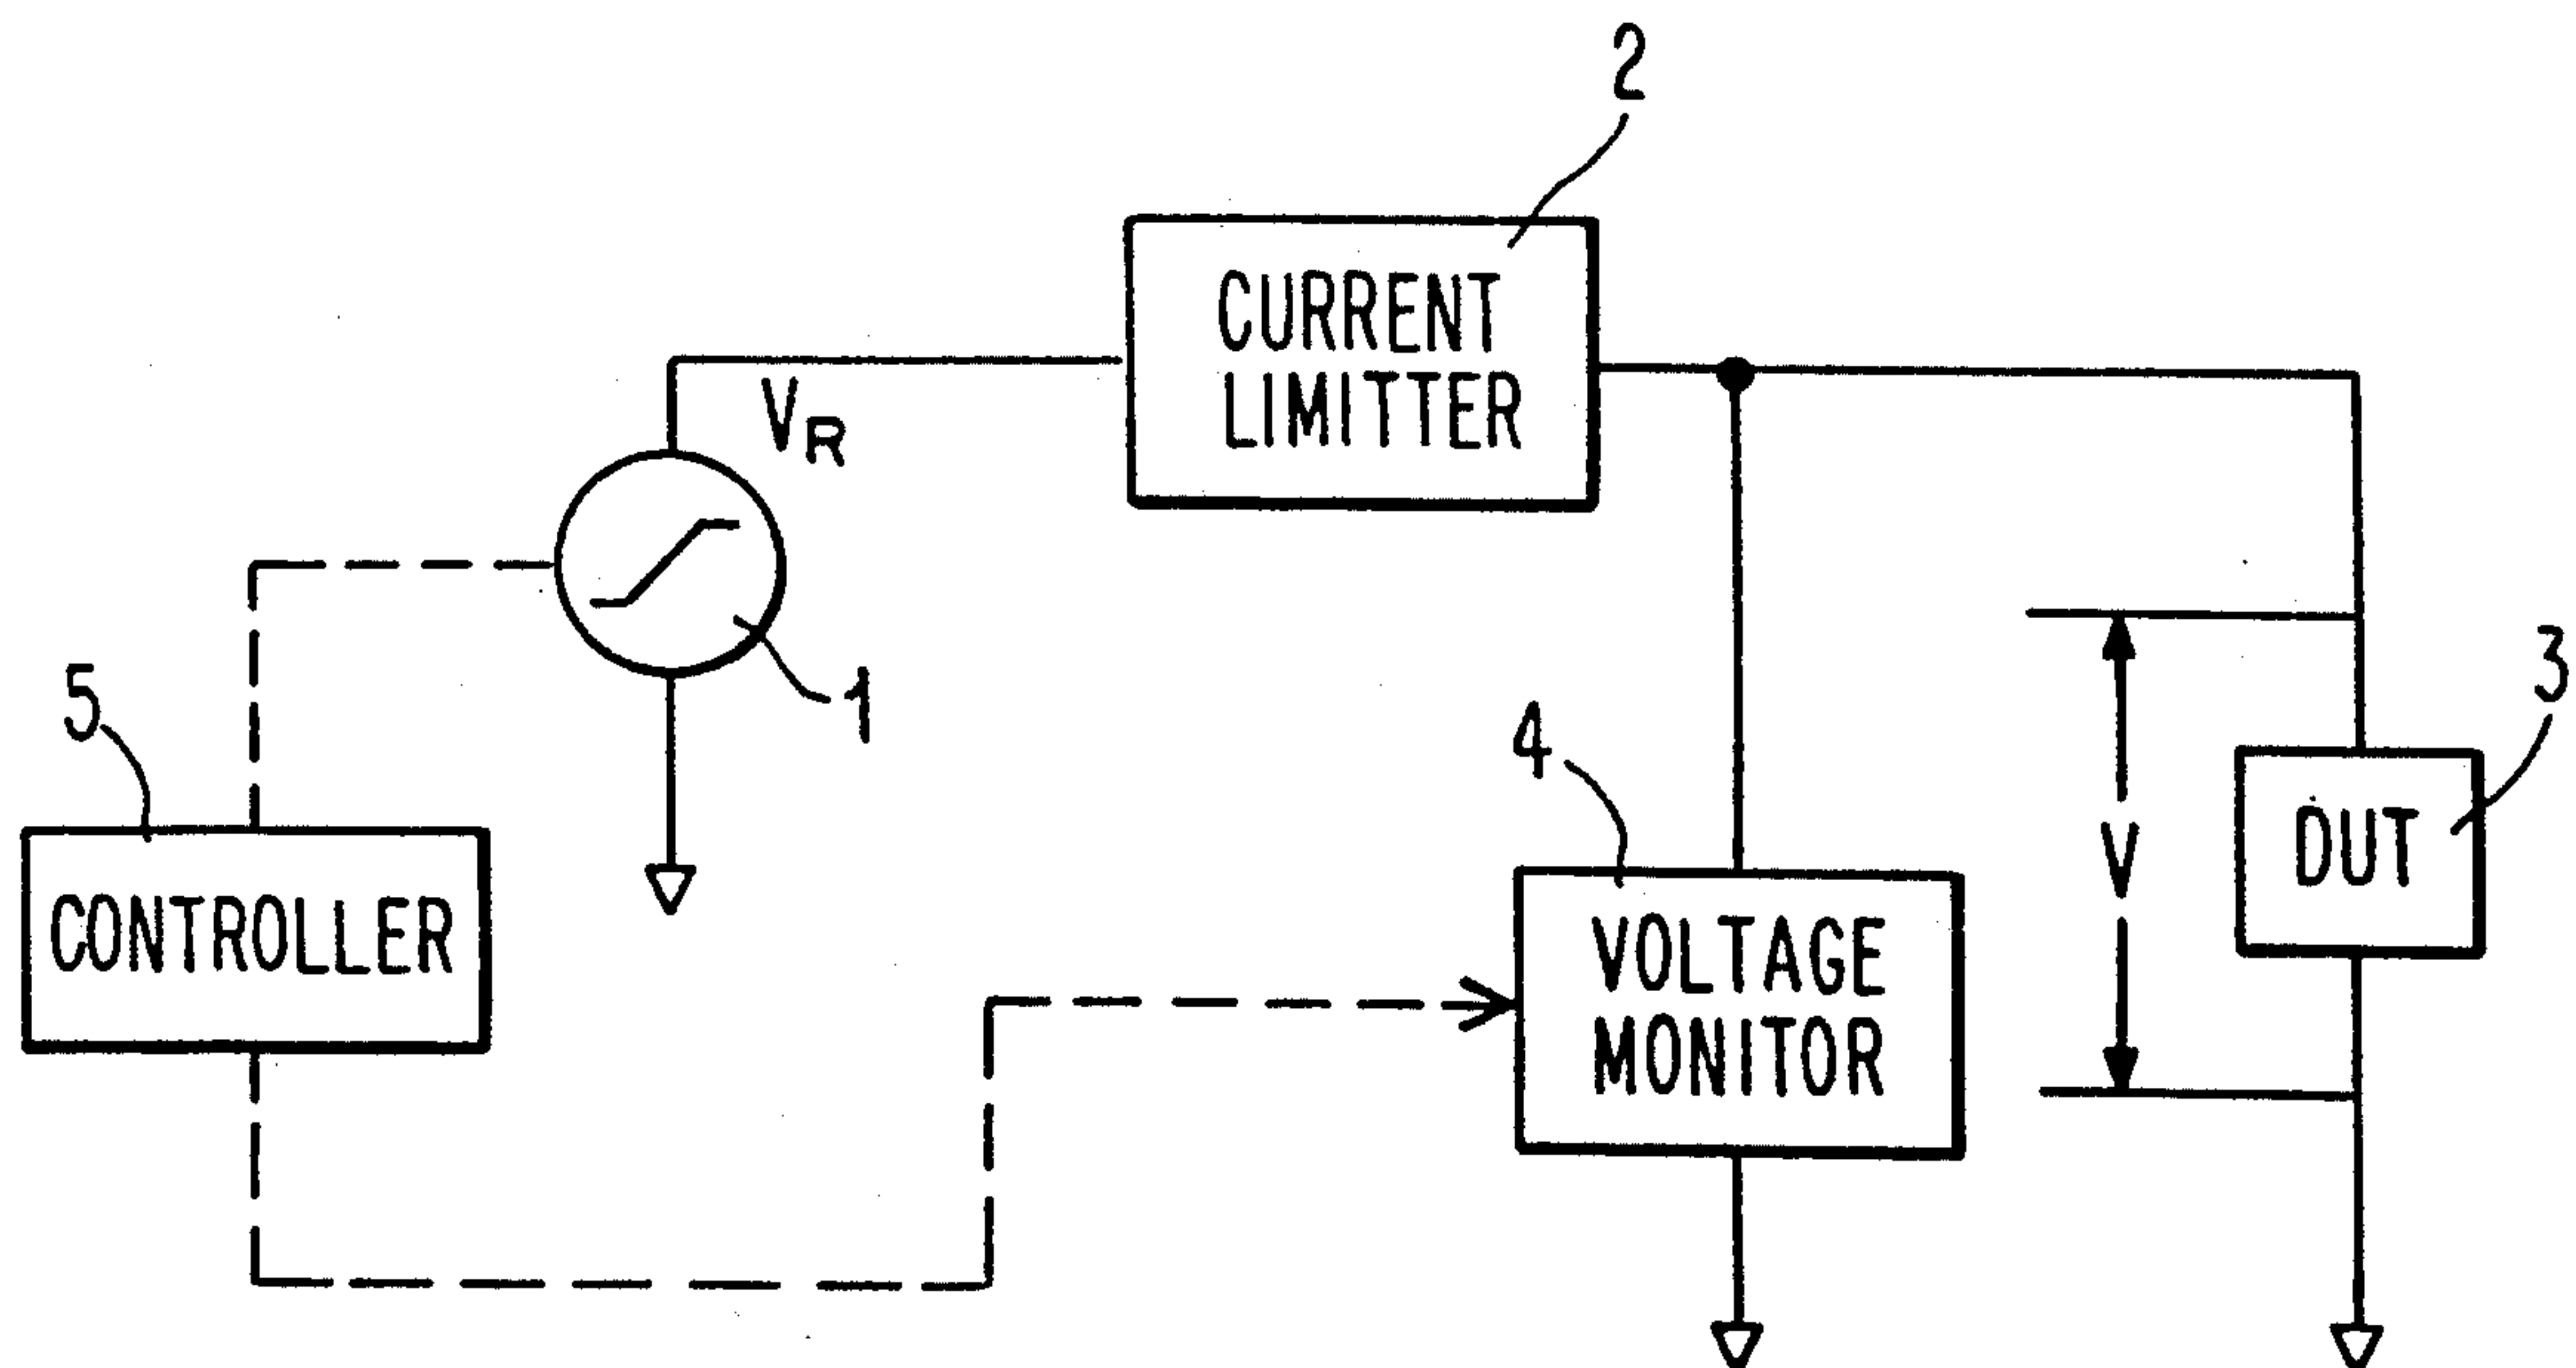 2
CURRENT
LIMITTER
VR
1
5
CONTROLLER
4
VOLTAGE
MONITOR
V
3
DUT